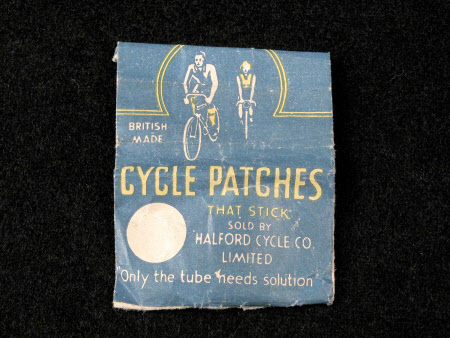 BRITISH
MADE
CYCLE PATCHES
THAT STICK
SOLD BY
HALFORD CYCLE CO.
LIMITED
"Only the tube needs solution"